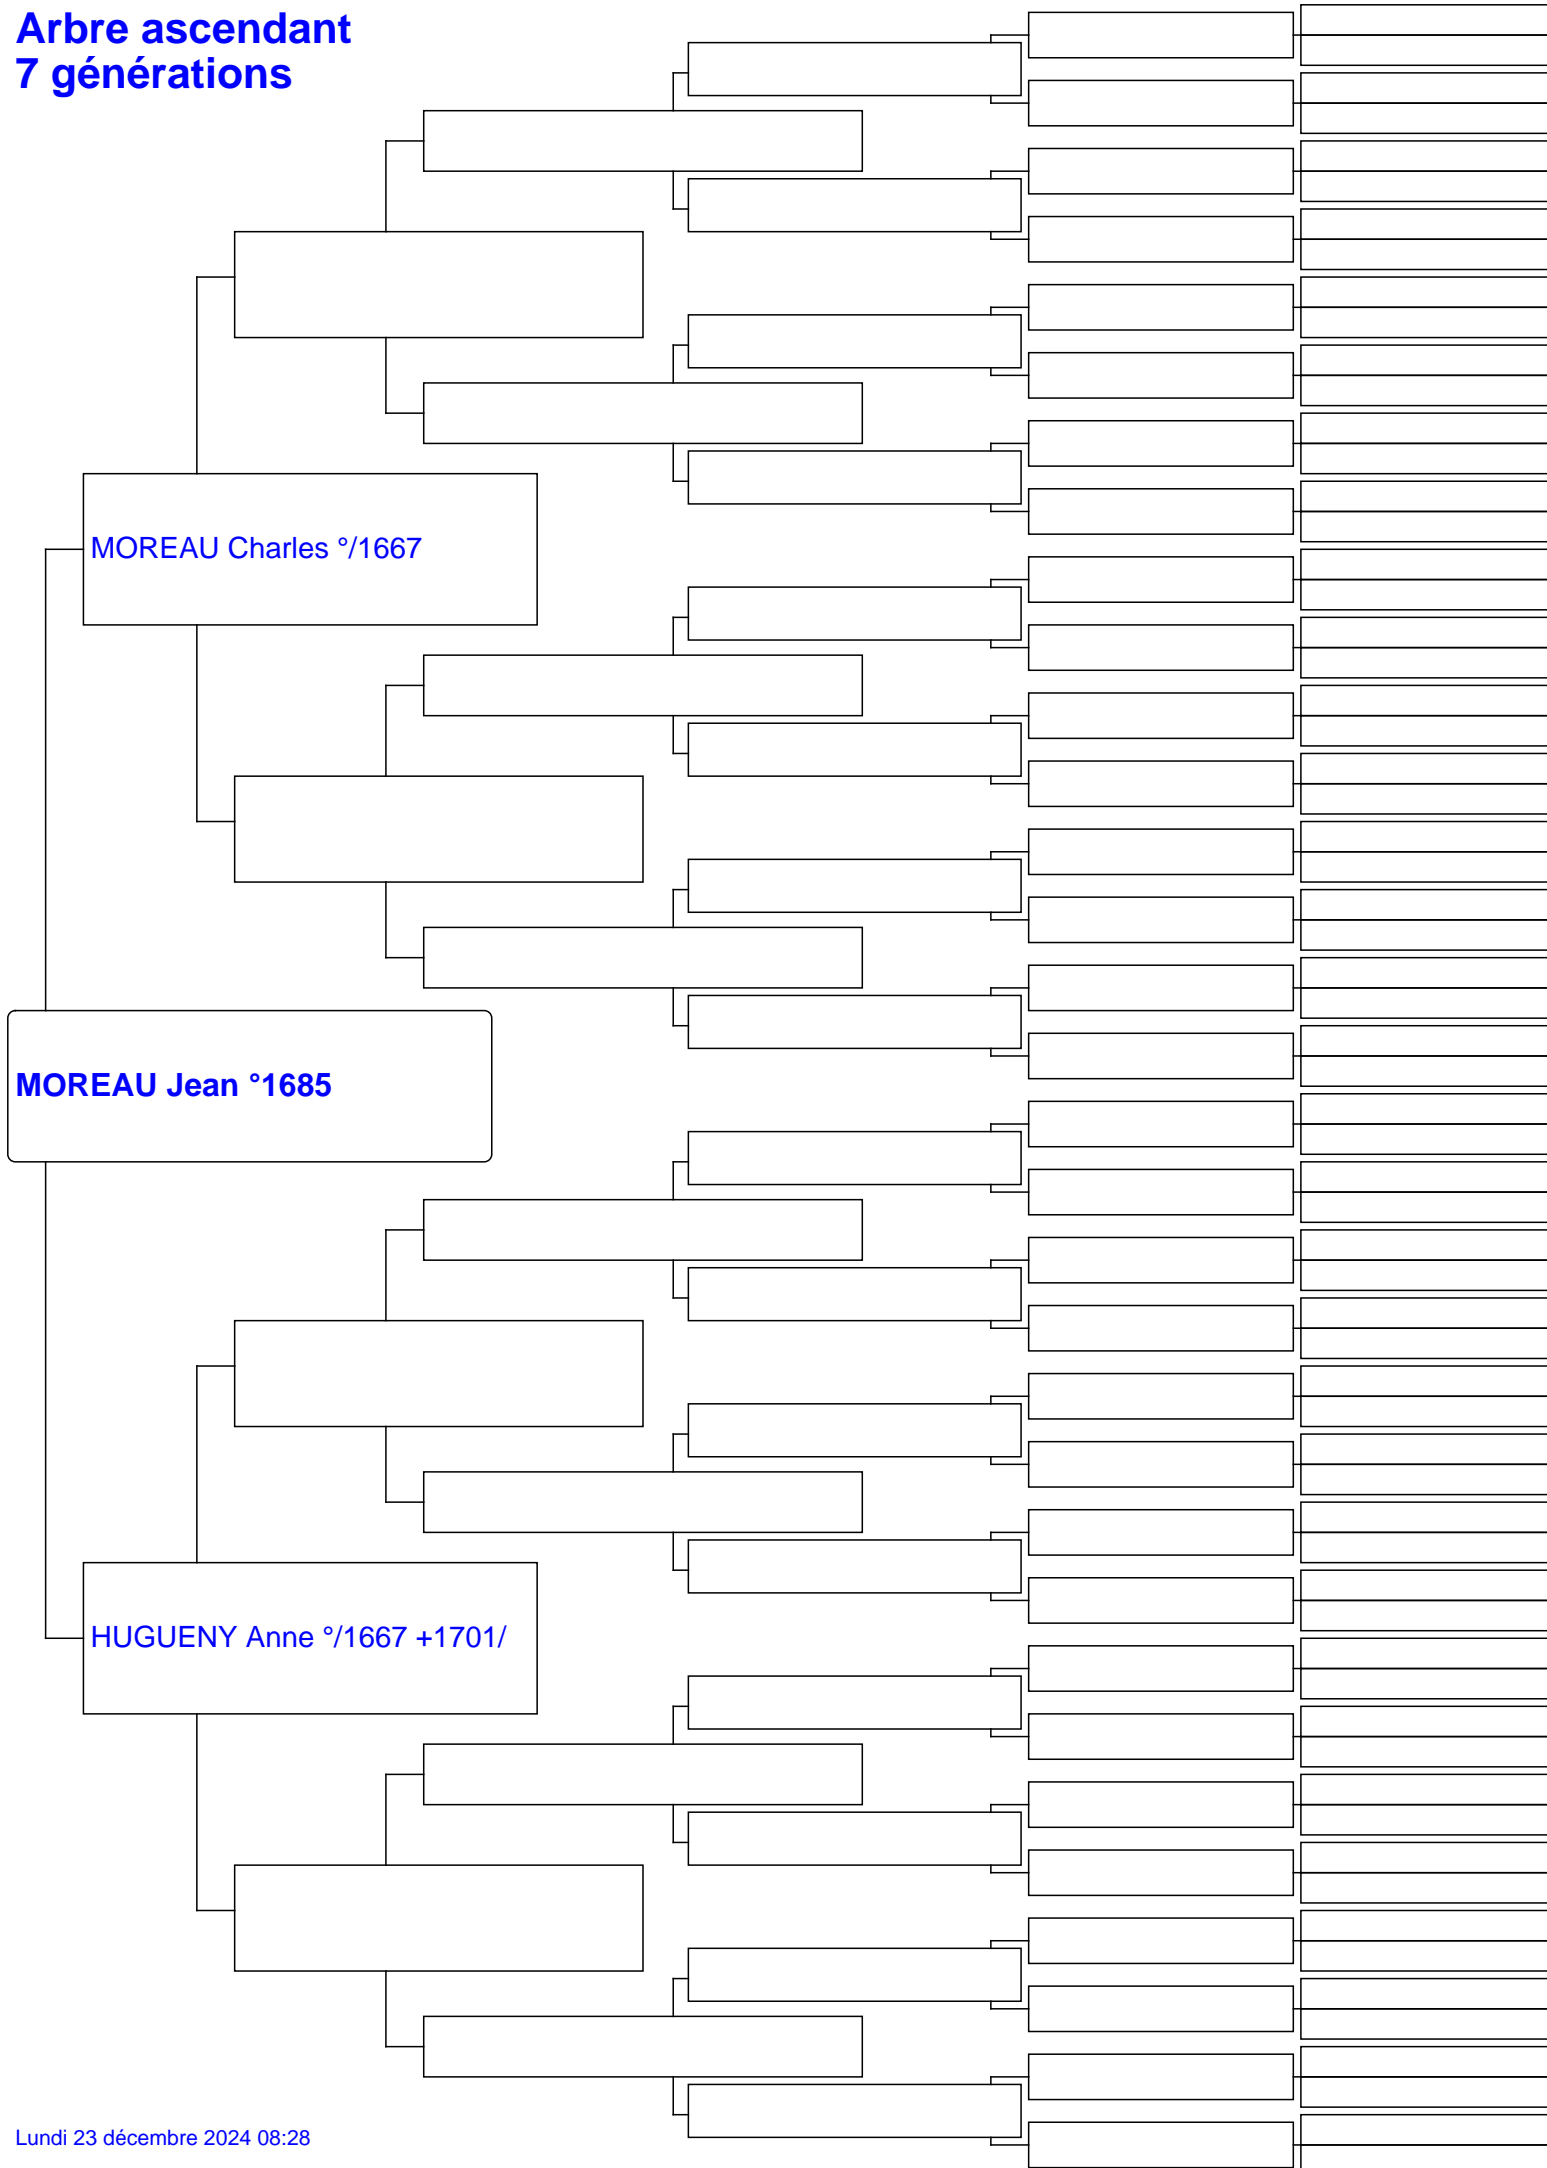 Arbre ascendant
7 générations
MOREAU Charles °/1667
MOREAU Jean °1685
HUGUENY Anne °/1667 +1701/
Lundi 23 décembre 2024 08:28